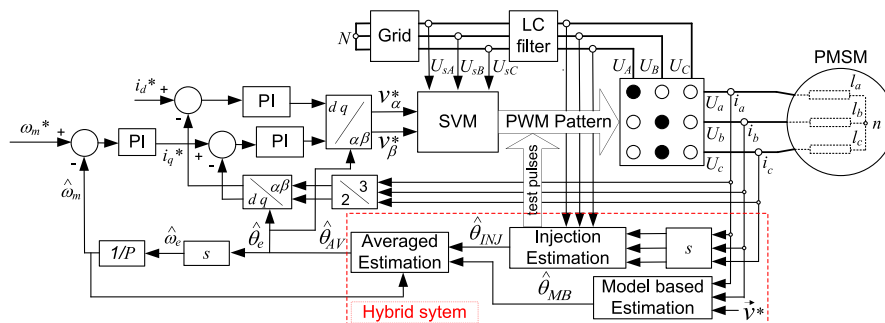 N
Grid
LC
filter
U_sA U_sB U_sC
U_A U_B U_C
PMSM
i_d* +
-
PI
d q
αβ
v_α*
v_β*
SVM
PWM Pattern
U_a i_a
U_b i_b
U_c i_c
l_a
l_b
l_c
n
ω_m* +
-
PI
i_q* +
-
PI
αβ
d q
3
2
test pulses
ω̂_m
1/P
ω̂_e
s
θ̂_e
θ̂_AV
Averaged
Estimation
θ̂_INJ
Injection
Estimation
s
θ̂_MB
Model based
Estimation
v⃗*
Hybrid sytem